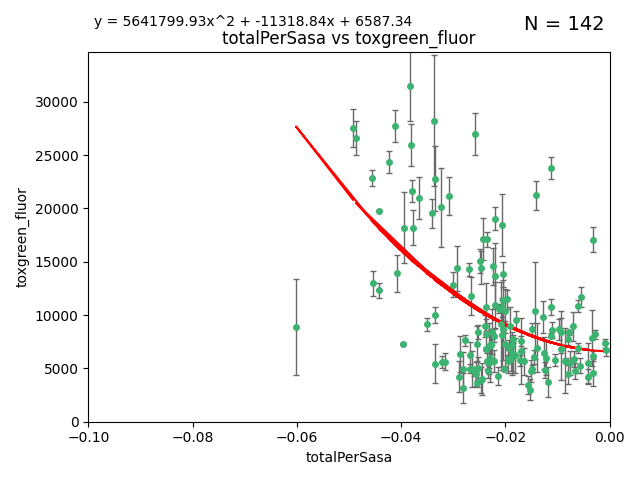 y = 5641799.93x^2 + -11318.84x + 6587.34
N = 142
totalPerSasa vs toxgreen_fluor
30000
25000
20000
15000
10000
5000
0
toxgreen_fluor
−0.10
−0.08
−0.06
−0.04
−0.02
0.00
totalPerSasa